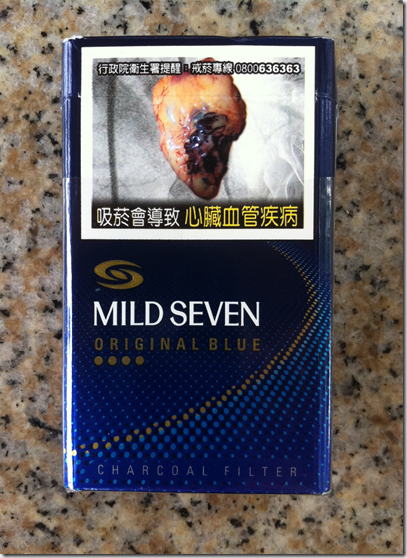 行政院衛生署提醒：戒菸專線 0800636363
吸菸會導致 心臟血管疾病
MILD SEVEN
ORIGINAL BLUE
CHARCOAL FILTER